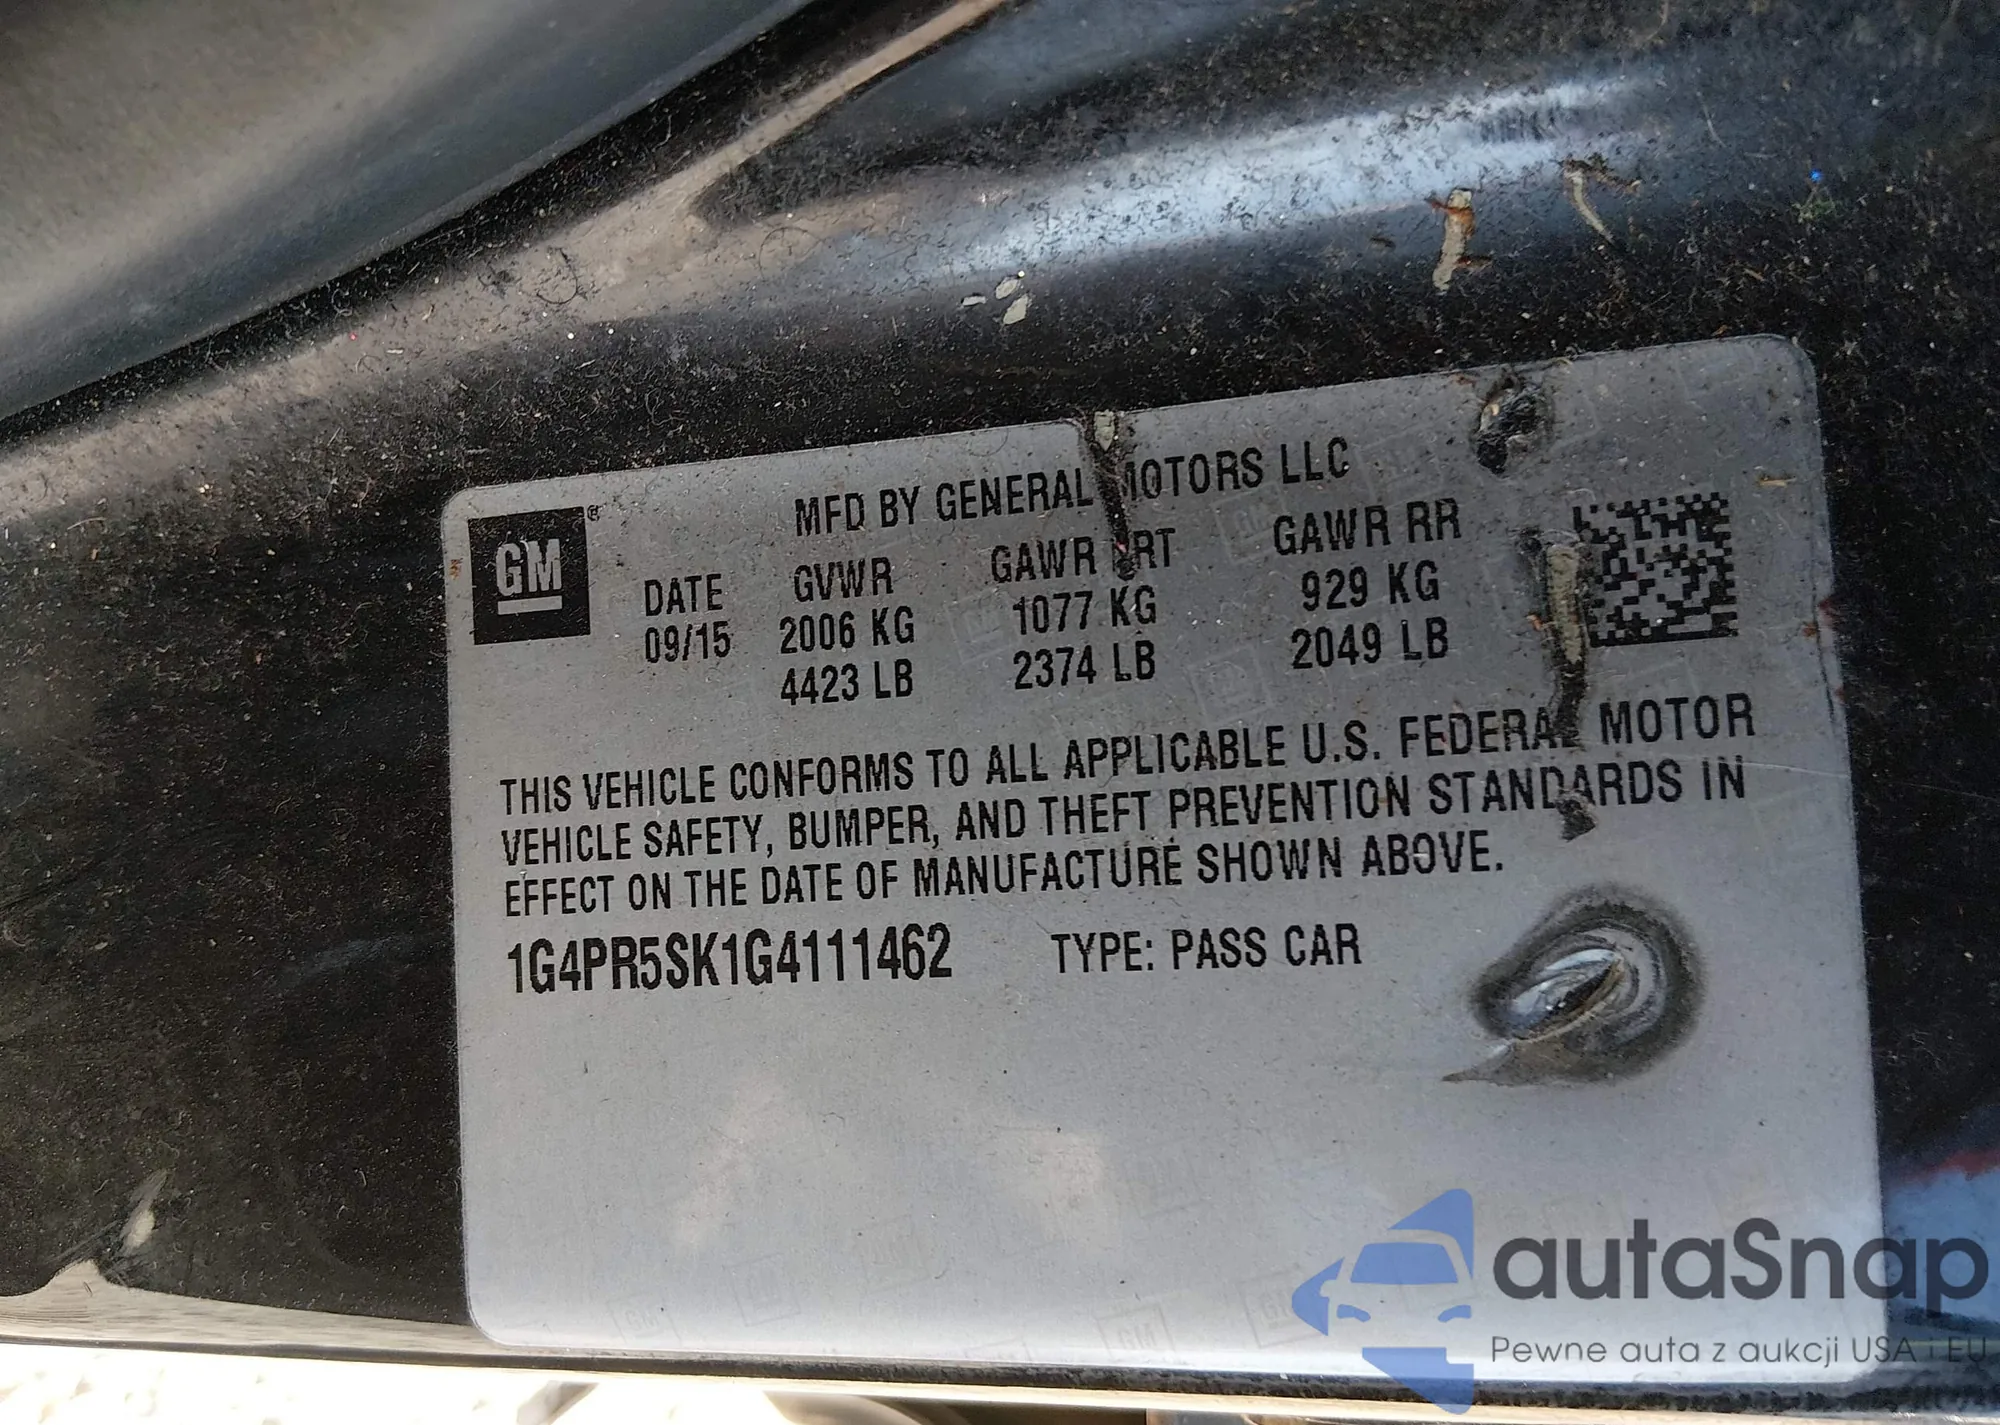 MFD BY GENERAL MOTORS LLC
GM®
DATE GVWR GAWR FRT GAWR RR
09/15 2006 KG 1077 KG 929 KG
4423 LB 2374 LB 2049 LB
THIS VEHICLE CONFORMS TO ALL APPLICABLE U.S. FEDERAL MOTOR
VEHICLE SAFETY, BUMPER, AND THEFT PREVENTION STANDARDS IN
EFFECT ON THE DATE OF MANUFACTURE SHOWN ABOVE.
1G4PR5SK1G4111462 TYPE: PASS CAR
autaSnap
Pewne auta z aukcji USA i EU